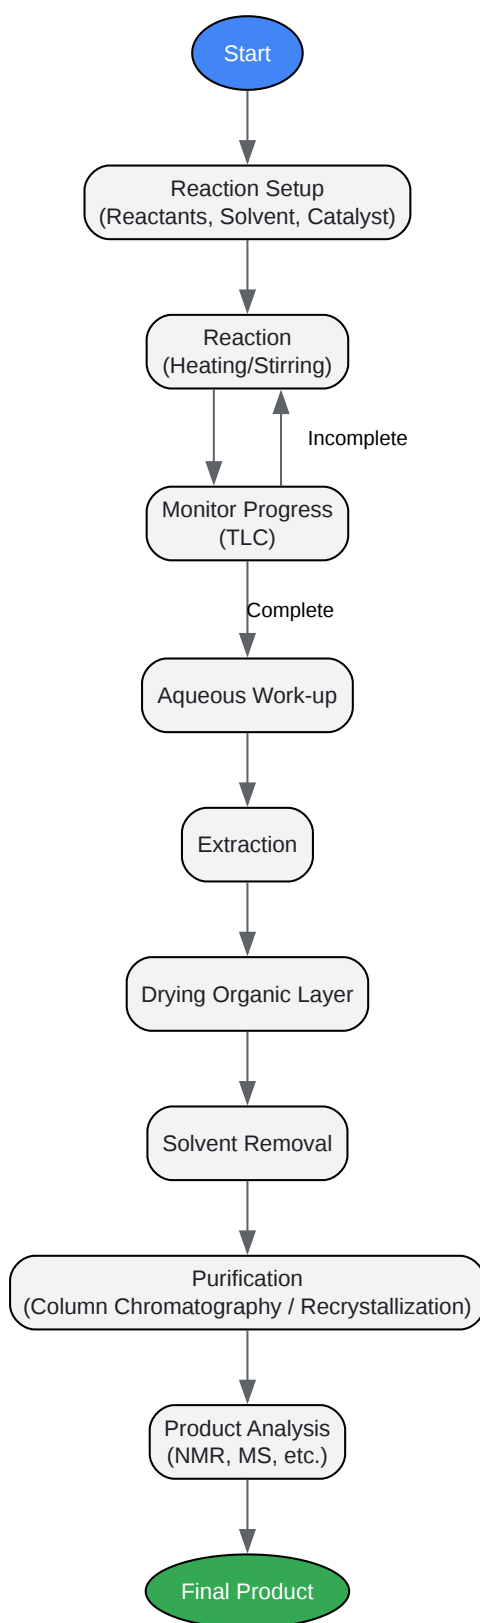 Start
Reaction Setup
(Reactants, Solvent, Catalyst)
Reaction
(Heating/Stirring)
Incomplete
Monitor Progress
(TLC)
Complete
Aqueous Work-up
Extraction
Drying Organic Layer
Solvent Removal
Purification
(Column Chromatography / Recrystallization)
Product Analysis
(NMR, MS, etc.)
Final Product